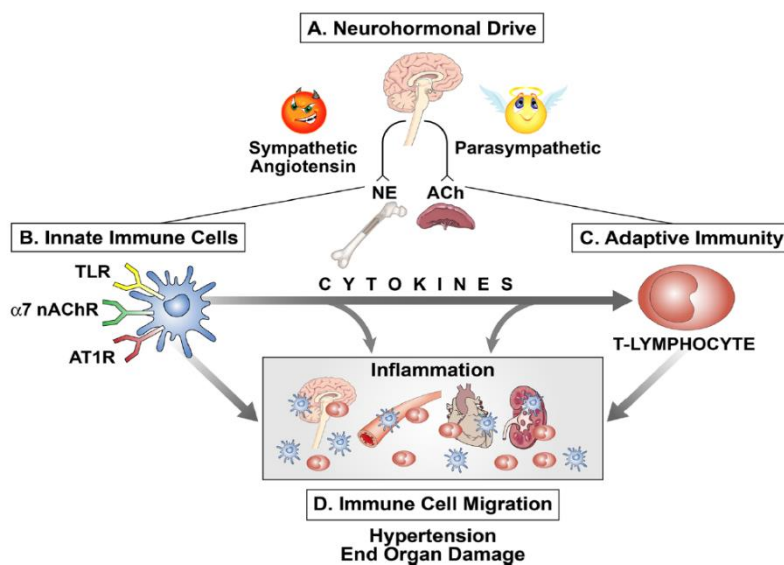 A. Neurohormonal Drive
Sympathetic
Angiotensin
Parasympathetic
NE
ACh
B. Innate Immune Cells
C. Adaptive Immunity
TLR
α7 nAChR
AT1R
C Y T O K I N E S
T-LYMPHOCYTE
Inflammation
D. Immune Cell Migration
Hypertension
End Organ Damage